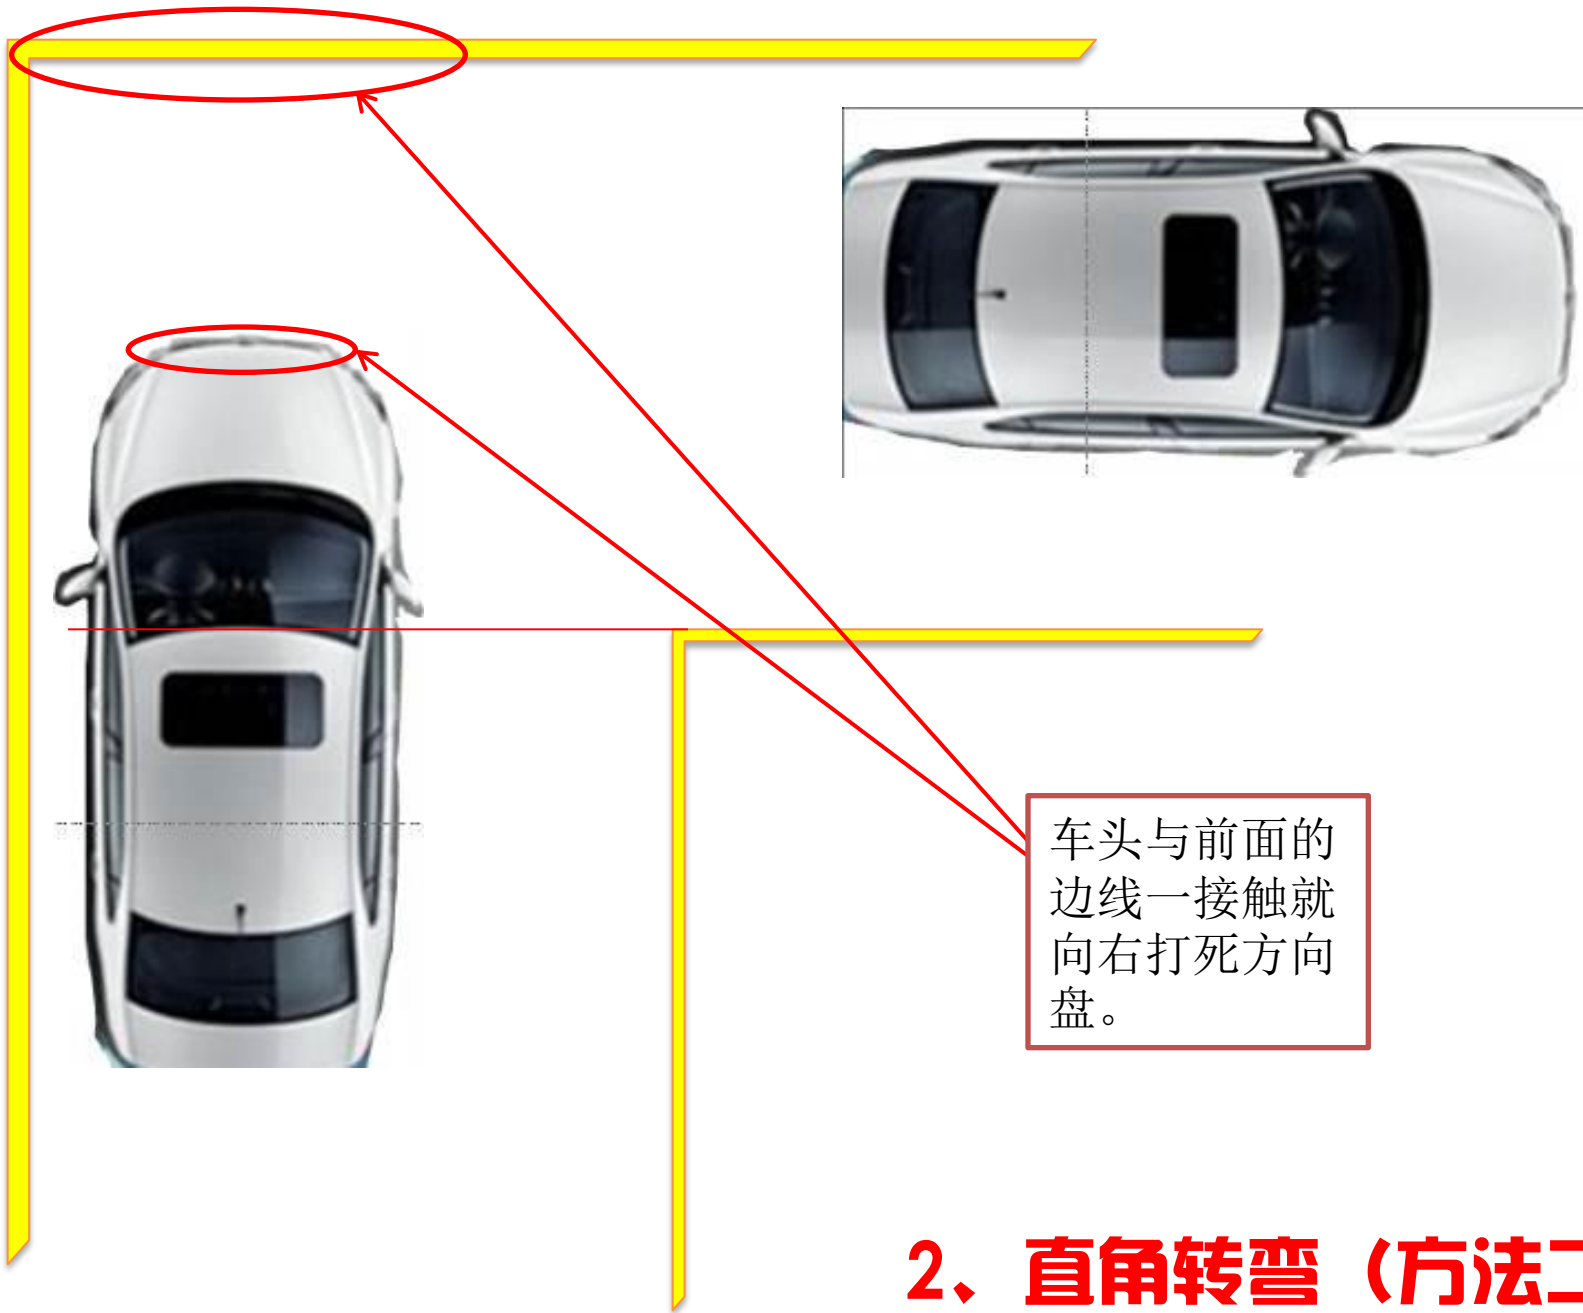 车头与前面的
边线一接触就
向右打死方向
盘。
2、直角转弯（方法二